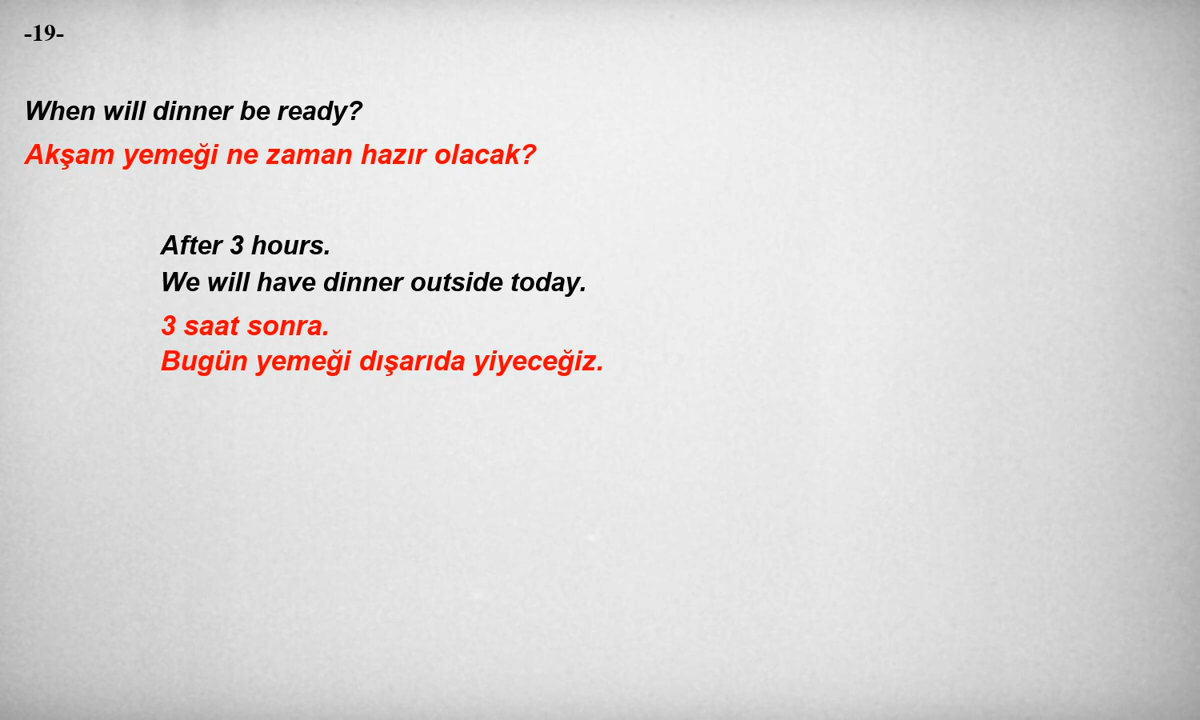 -19-
When will dinner be ready?
Akşam yemeği ne zaman hazır olacak?
After 3 hours.
We will have dinner outside today.
3 saat sonra.
Bugün yemeği dışarıda yiyeceğiz.